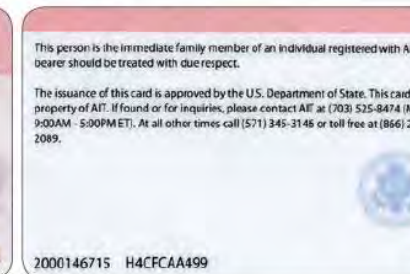 This person is the immediate family member of an individual registered with A
bearer should be treated with due respect.
The issuance of this card is approved by the U.S. Department of State. This card
property of AIT. If found or for inquiries, please contact AIT at (703) 525-8474 (M
9:00AM - 5:00PM ET). At all other times call (571) 345-3146 or toll free at (866) 2
2089.
2000146715 H4CFCAA499